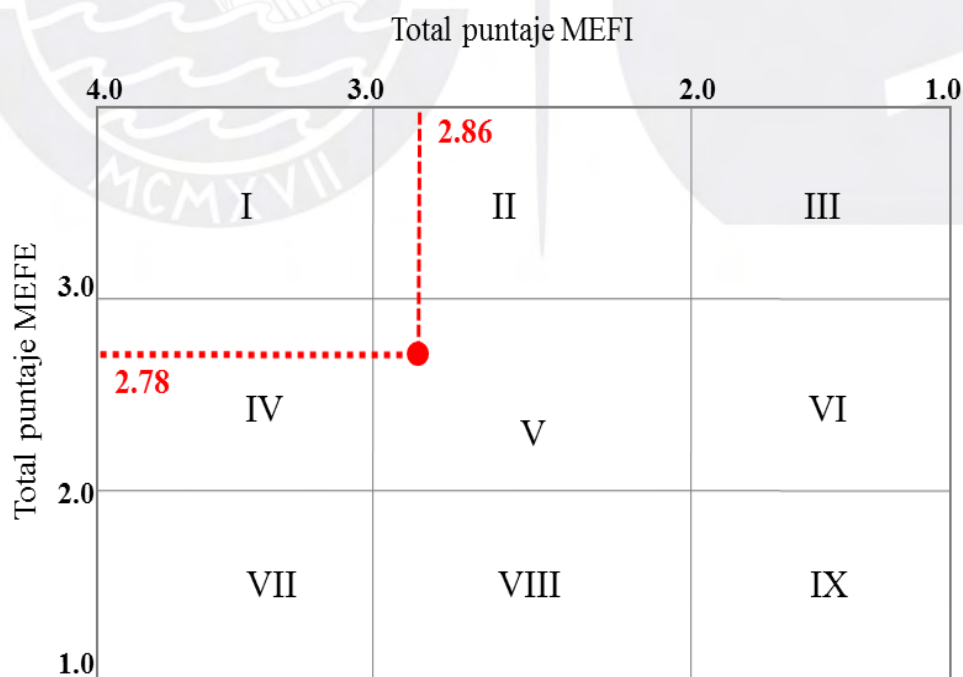 Total puntaje MEFI
4.0 3.0 2.0 1.0
2.86
MCMXVII
I II III
Total puntaje MEFE
3.0
2.78
IV V VI
2.0
VII VIII IX
1.0